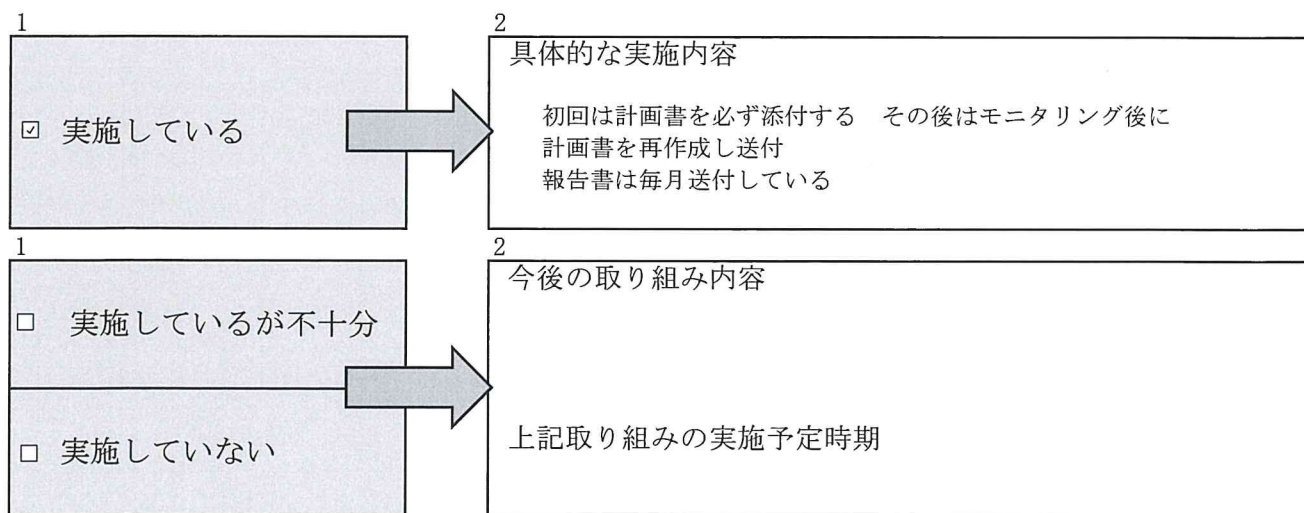 1
☑ 実施している
2
具体的な実施内容
初回は計画書を必ず添付する　その後はモニタリング後に
計画書を再作成し送付
報告書は毎月送付している
1
□ 実施しているが不十分
□ 実施していない
2
今後の取り組み内容
上記取り組みの実施予定時期